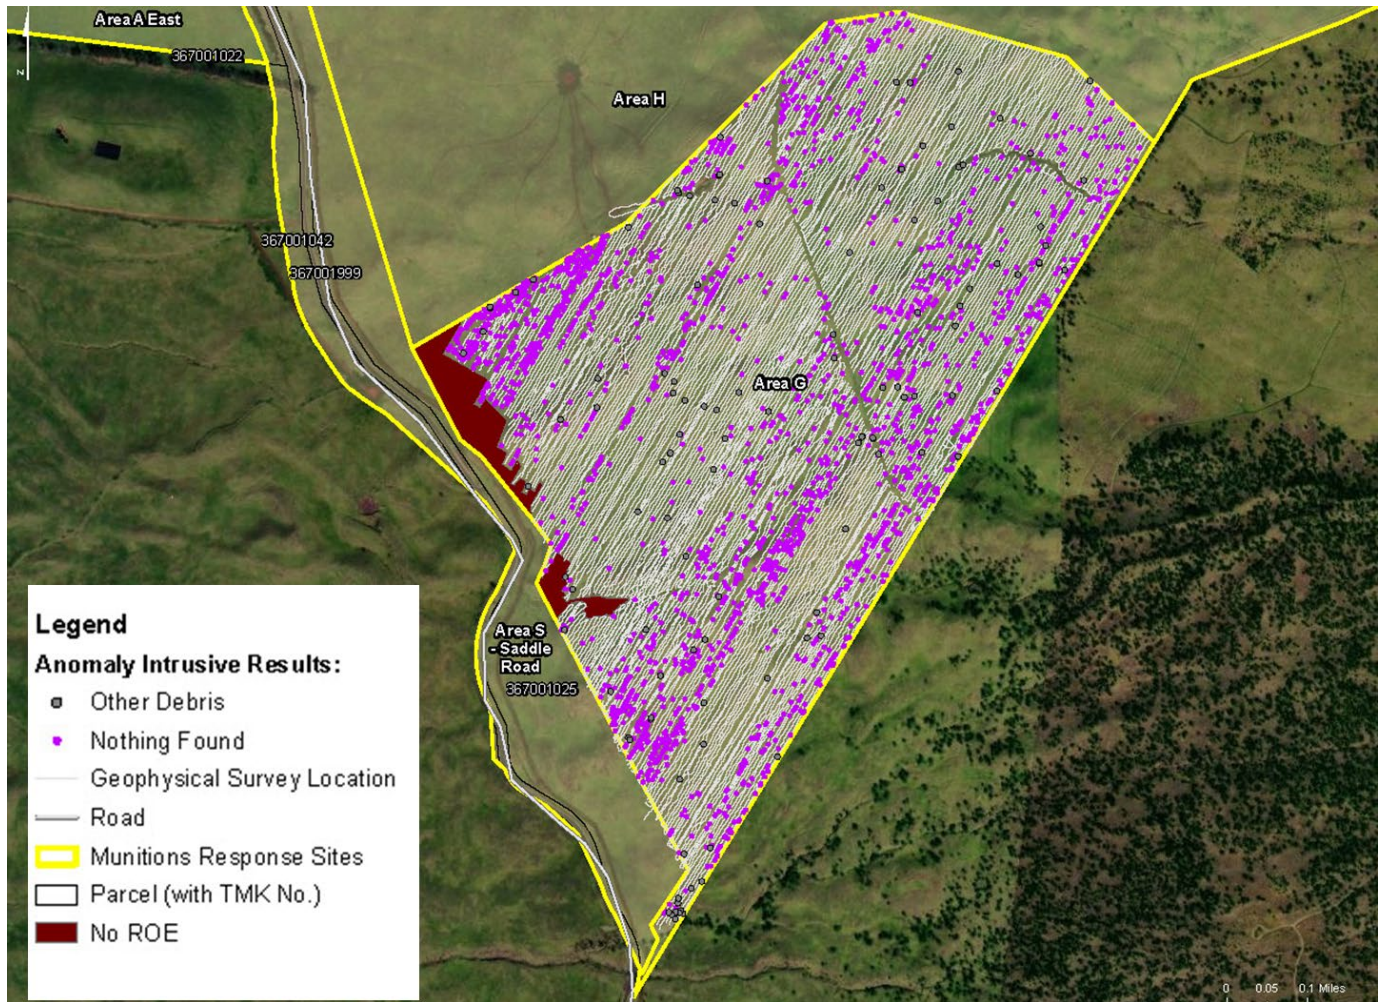 Area A East
367001022
Area H
367001042
367001999
Area G
Area S
- Saddle
Road
367001025
N
Legend
Anomaly Intrusive Results:
Other Debris
Nothing Found
Geophysical Survey Location
Road
Munitions Response Sites
Parcel (with TMK No.)
No ROE
0 0.05 0.1 Miles